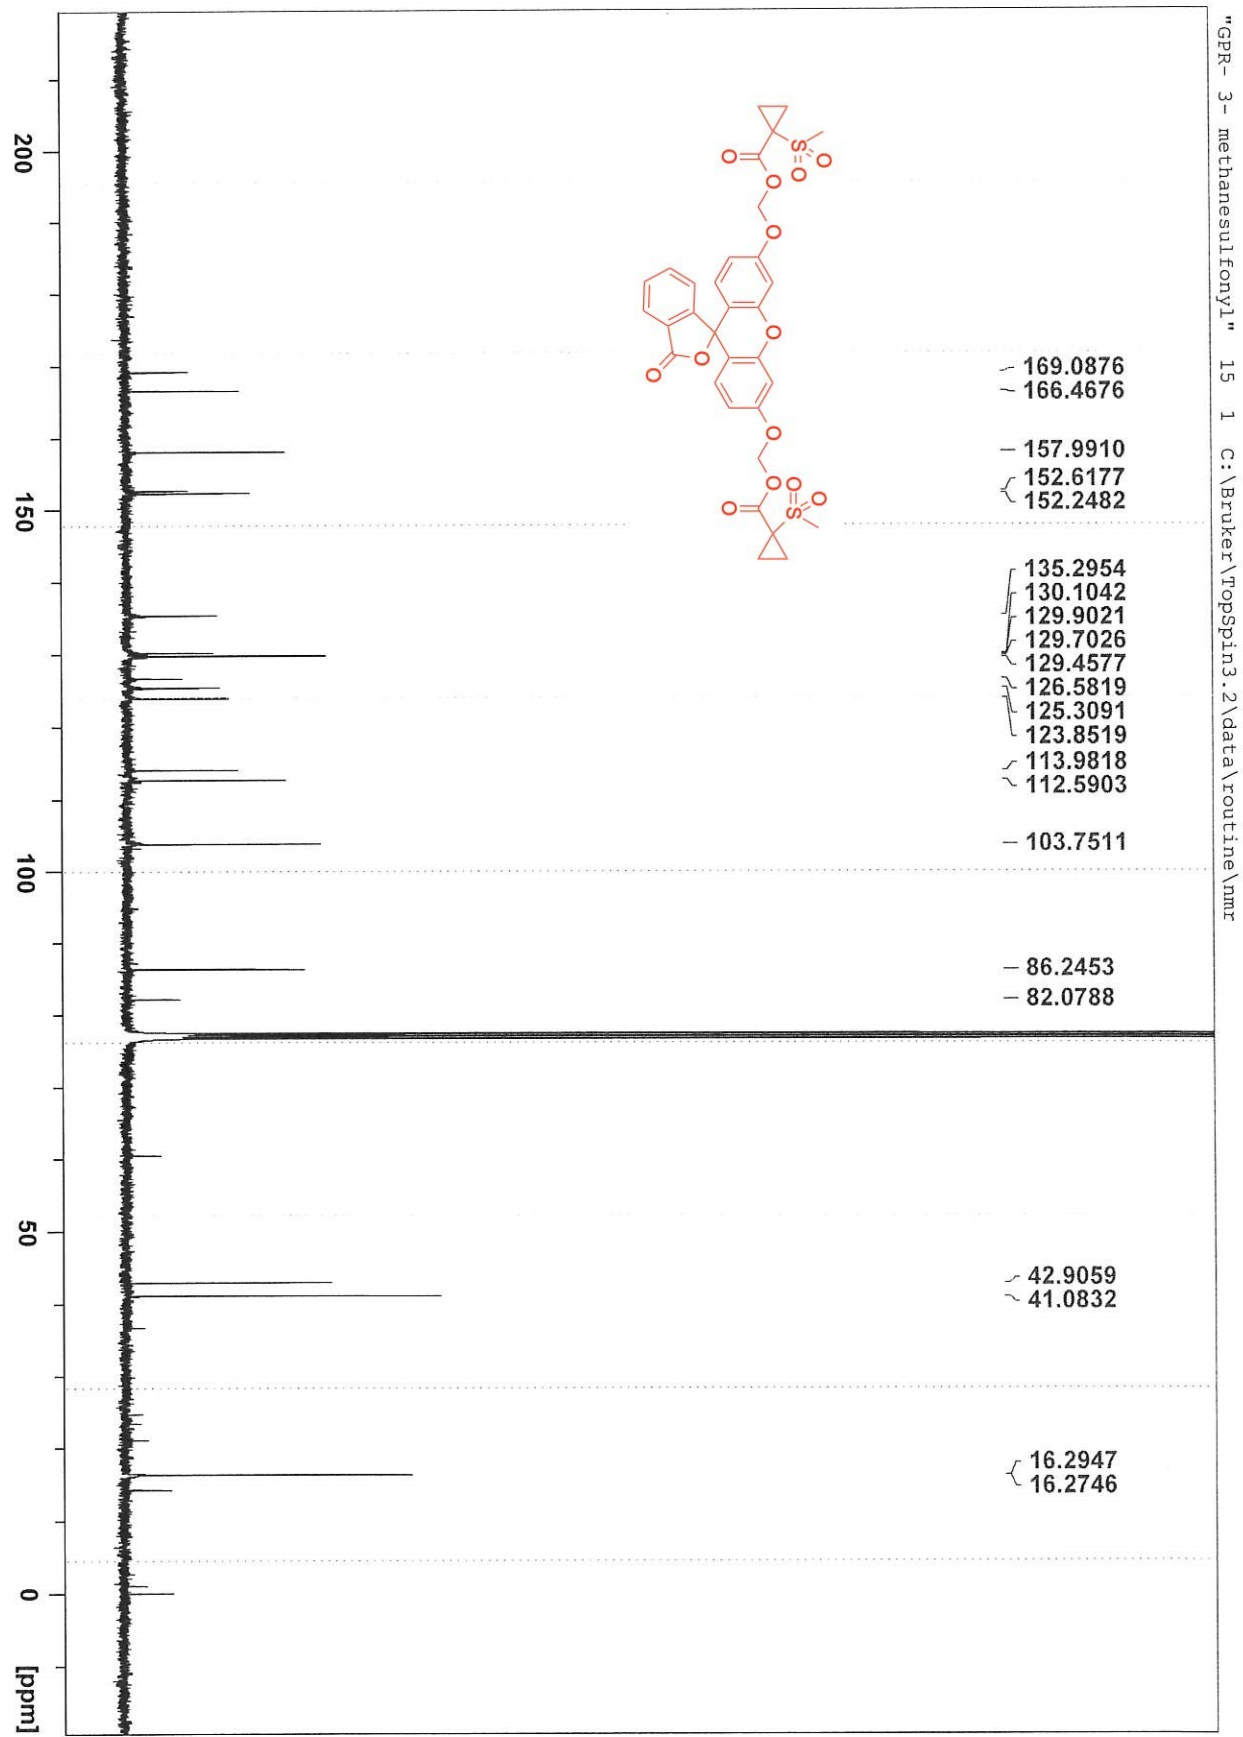 "GPR- 3- methanesulfonyl" 15 1 C:\Bruker\TopSpin3.2\data\routine\nmr
169.0876
166.4676
157.9910
152.6177
152.2482
135.2954
130.1042
129.9021
129.7026
129.4577
126.5819
125.3091
123.8519
113.9818
112.5903
103.7511
86.2453
82.0788
42.9059
41.0832
16.2947
16.2746
O
O
S
O
O
O
O
O
O
O
O
O
O
O
O
S
O
200
150
100
50
0
[ppm]